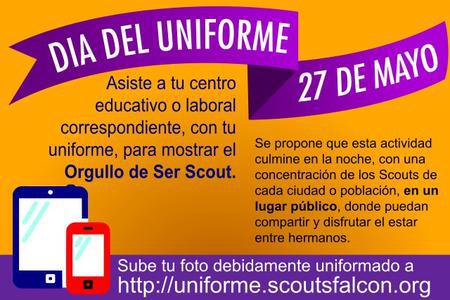 DIA DEL UNIFORME
27 DE MAYO
Asiste a tu centro
educativo o laboral
correspondiente, con tu
uniforme, para mostrar el
Orgullo de Ser Scout.
Se propone que esta actividad
culmine en la noche, con una
concentración de los Scouts de
cada ciudad o población, en un
lugar público, donde puedan
compartir y disfrutar el estar
entre hermanos.
Sube tu foto debidamente uniformado a
http://uniforme.scoutsfalcon.org